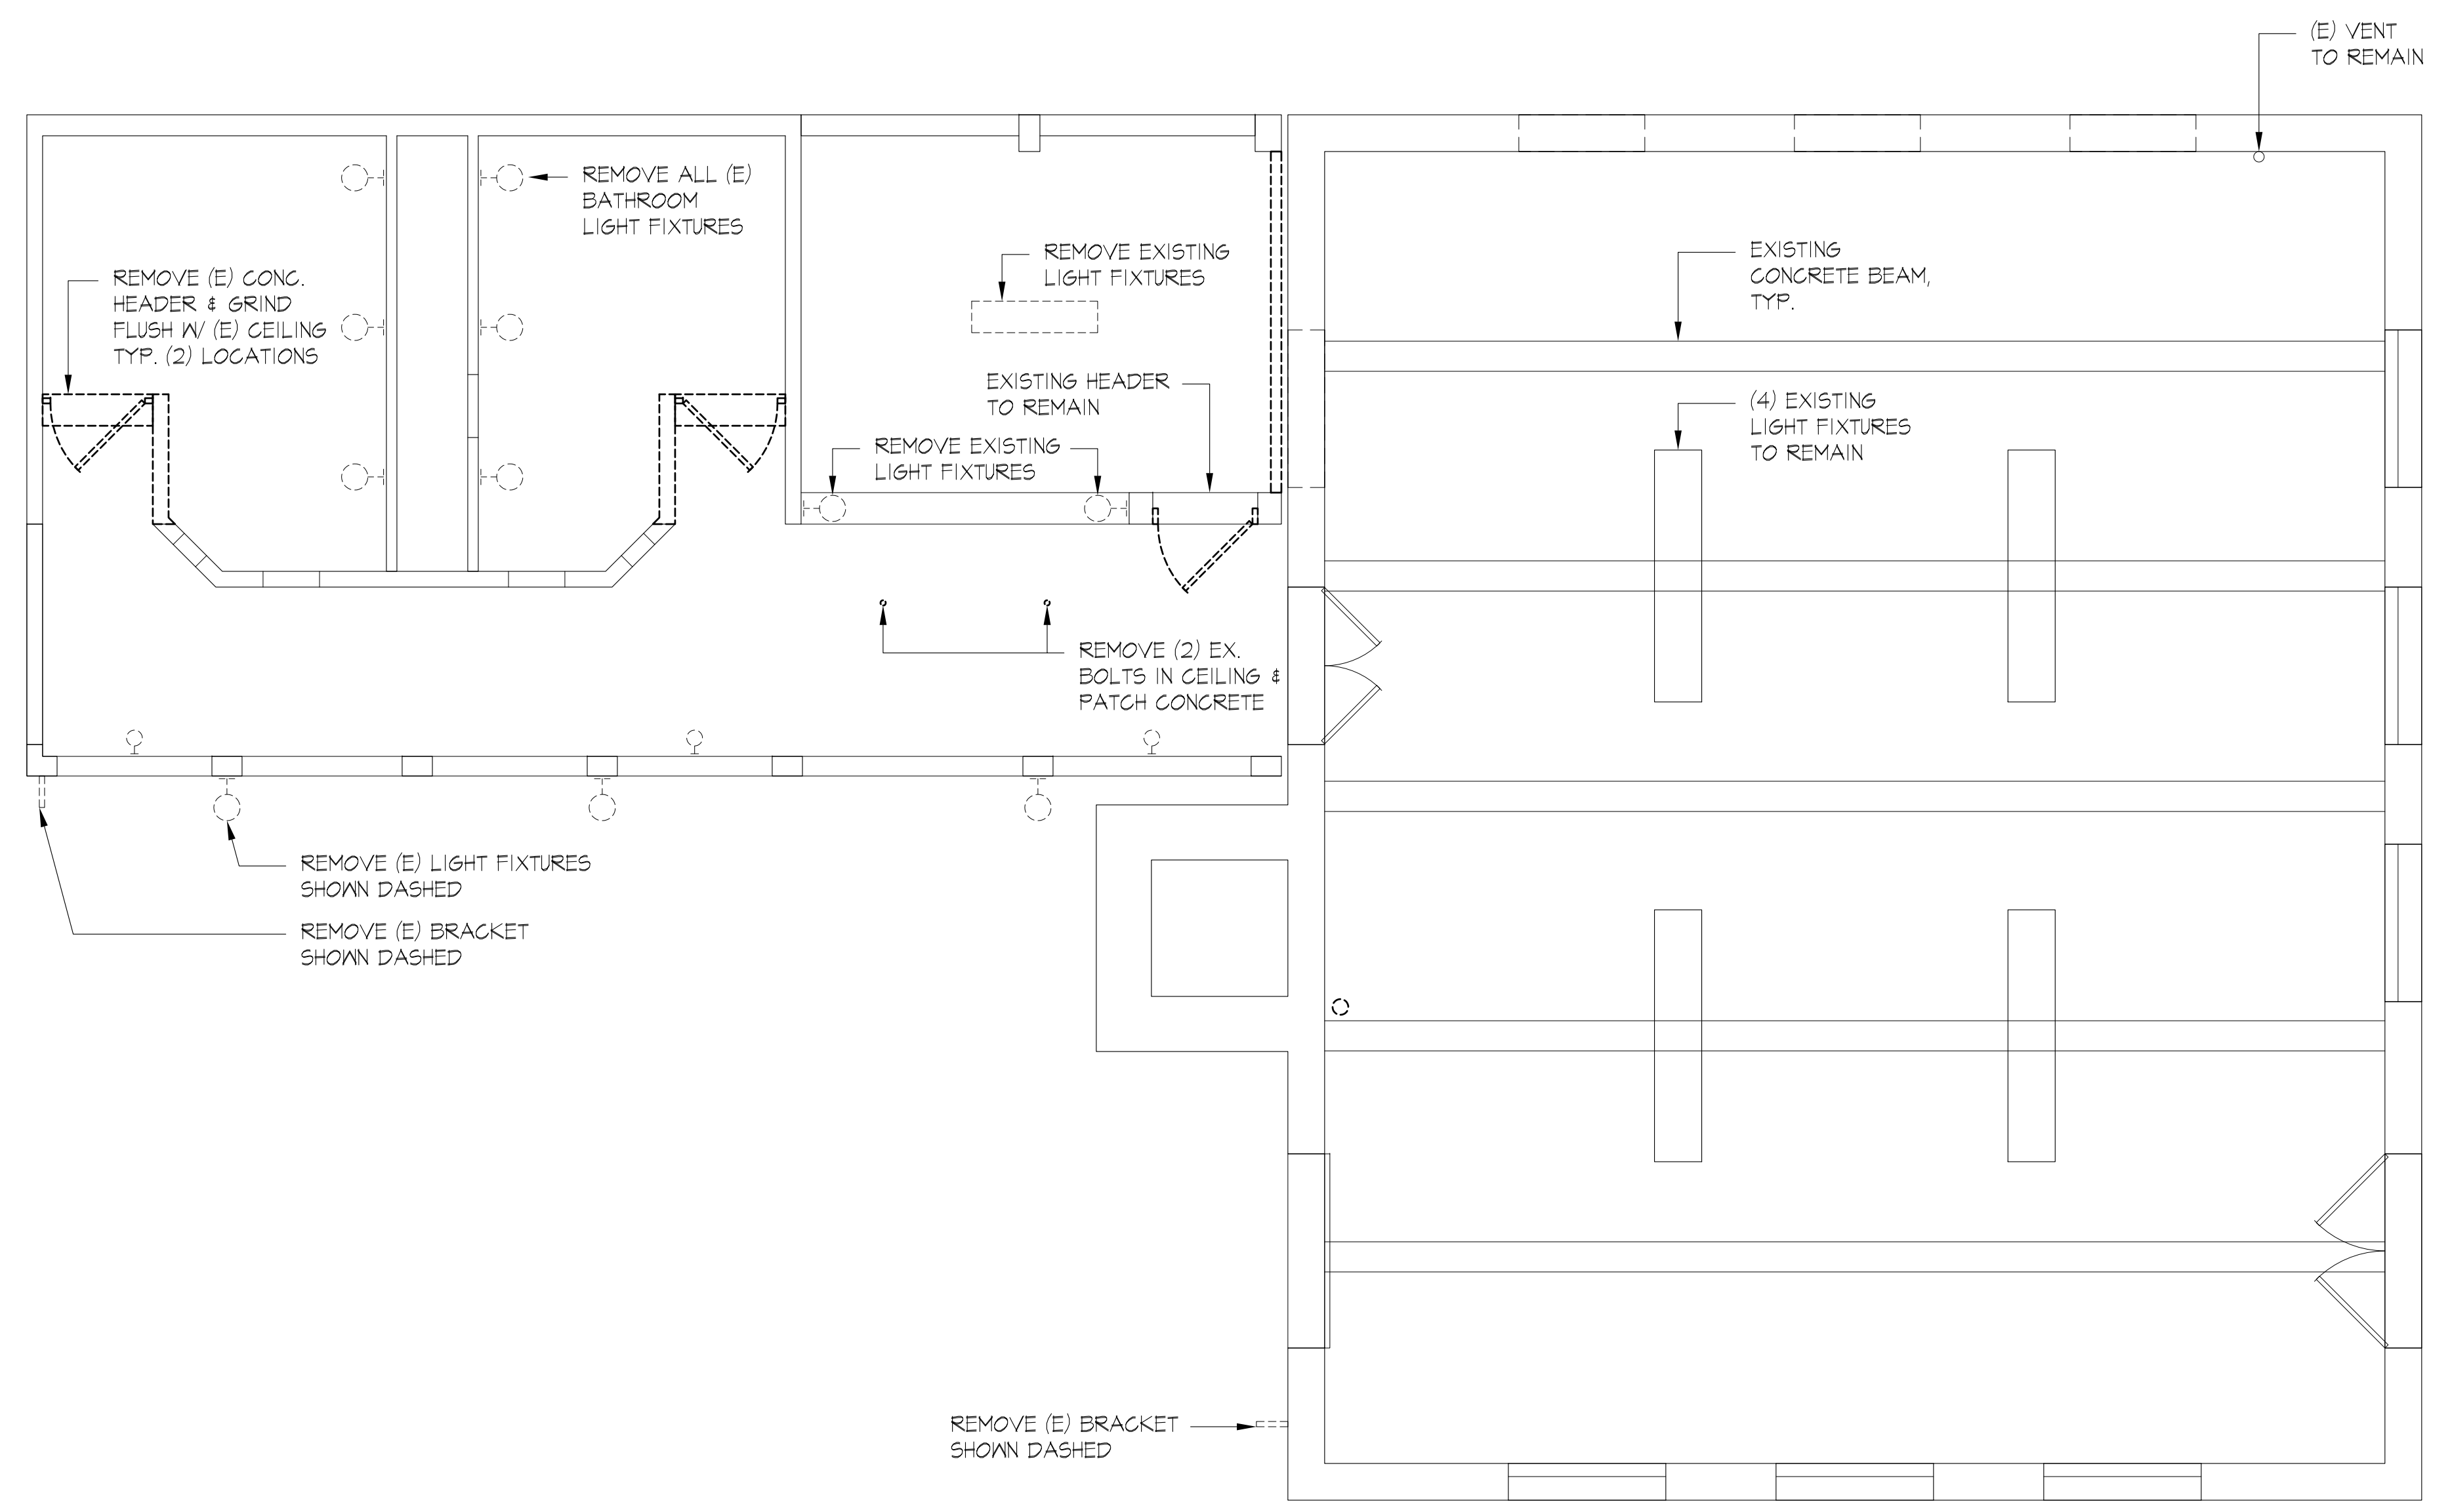 (E) VENT
TO REMAIN
REMOVE ALL (E)
BATHROOM
LIGHT FIXTURES
REMOVE EXISTING
LIGHT FIXTURES
EXISTING
CONCRETE BEAM,
TYP.
REMOVE (E) CONC.
HEADER & GRIND
FLUSH W/ (E) CEILING
TYP. (2) LOCATIONS
EXISTING HEADER
TO REMAIN
(4) EXISTING
LIGHT FIXTURES
TO REMAIN
REMOVE EXISTING
LIGHT FIXTURES
REMOVE (2) EX.
BOLTS IN CEILING &
PATCH CONCRETE
REMOVE (E) LIGHT FIXTURES
SHOWN DASHED
REMOVE (E) BRACKET
SHOWN DASHED
REMOVE (E) BRACKET
SHOWN DASHED